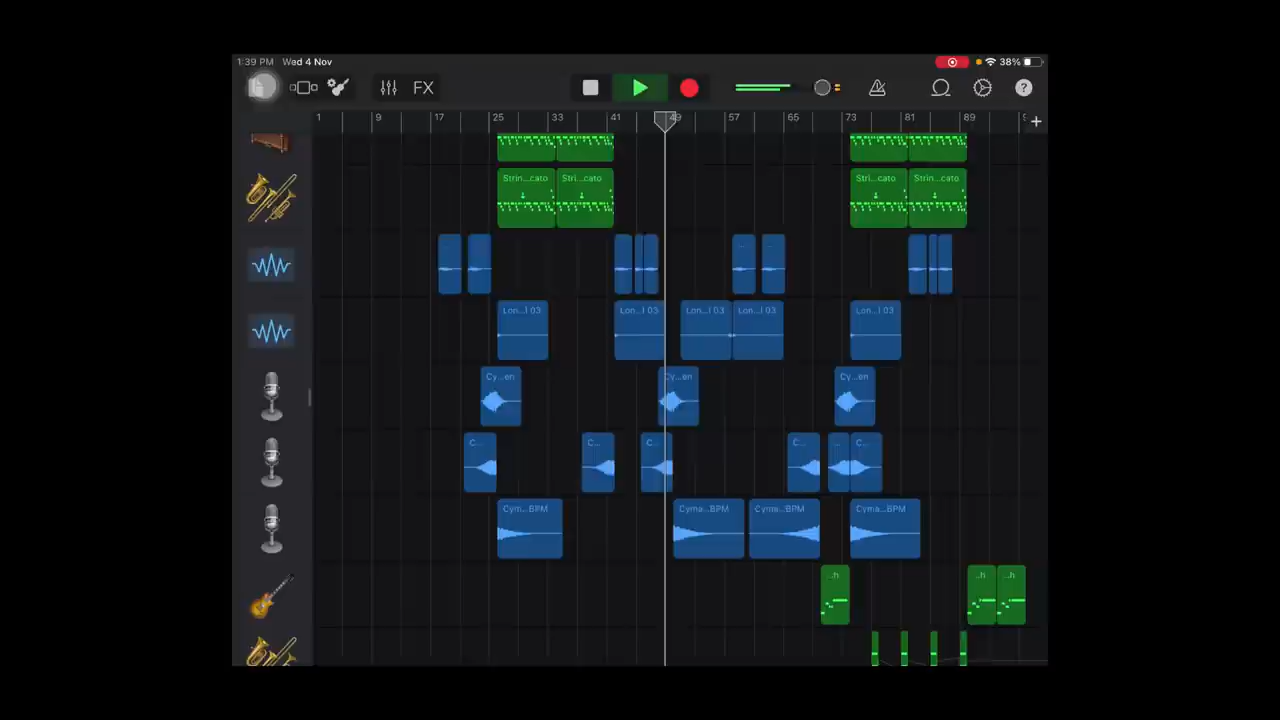 1:39 PM Wed 4 Nov 38%
FX
1 9 17 25 33 41 49 57 65 73 81 89
Strin...cato Stri...cato Stri...cato Strin...cato
Lon...l 03 Lon...l 03 Lon...l 03 Lon...l 03 Lon...l 03
Cy...en Cy...en Cy...en
C... C... C... C... ... C...
Cym...BPM Cyma...BPM Cyma...BPM Cyma...BPM
...h ...h ...h